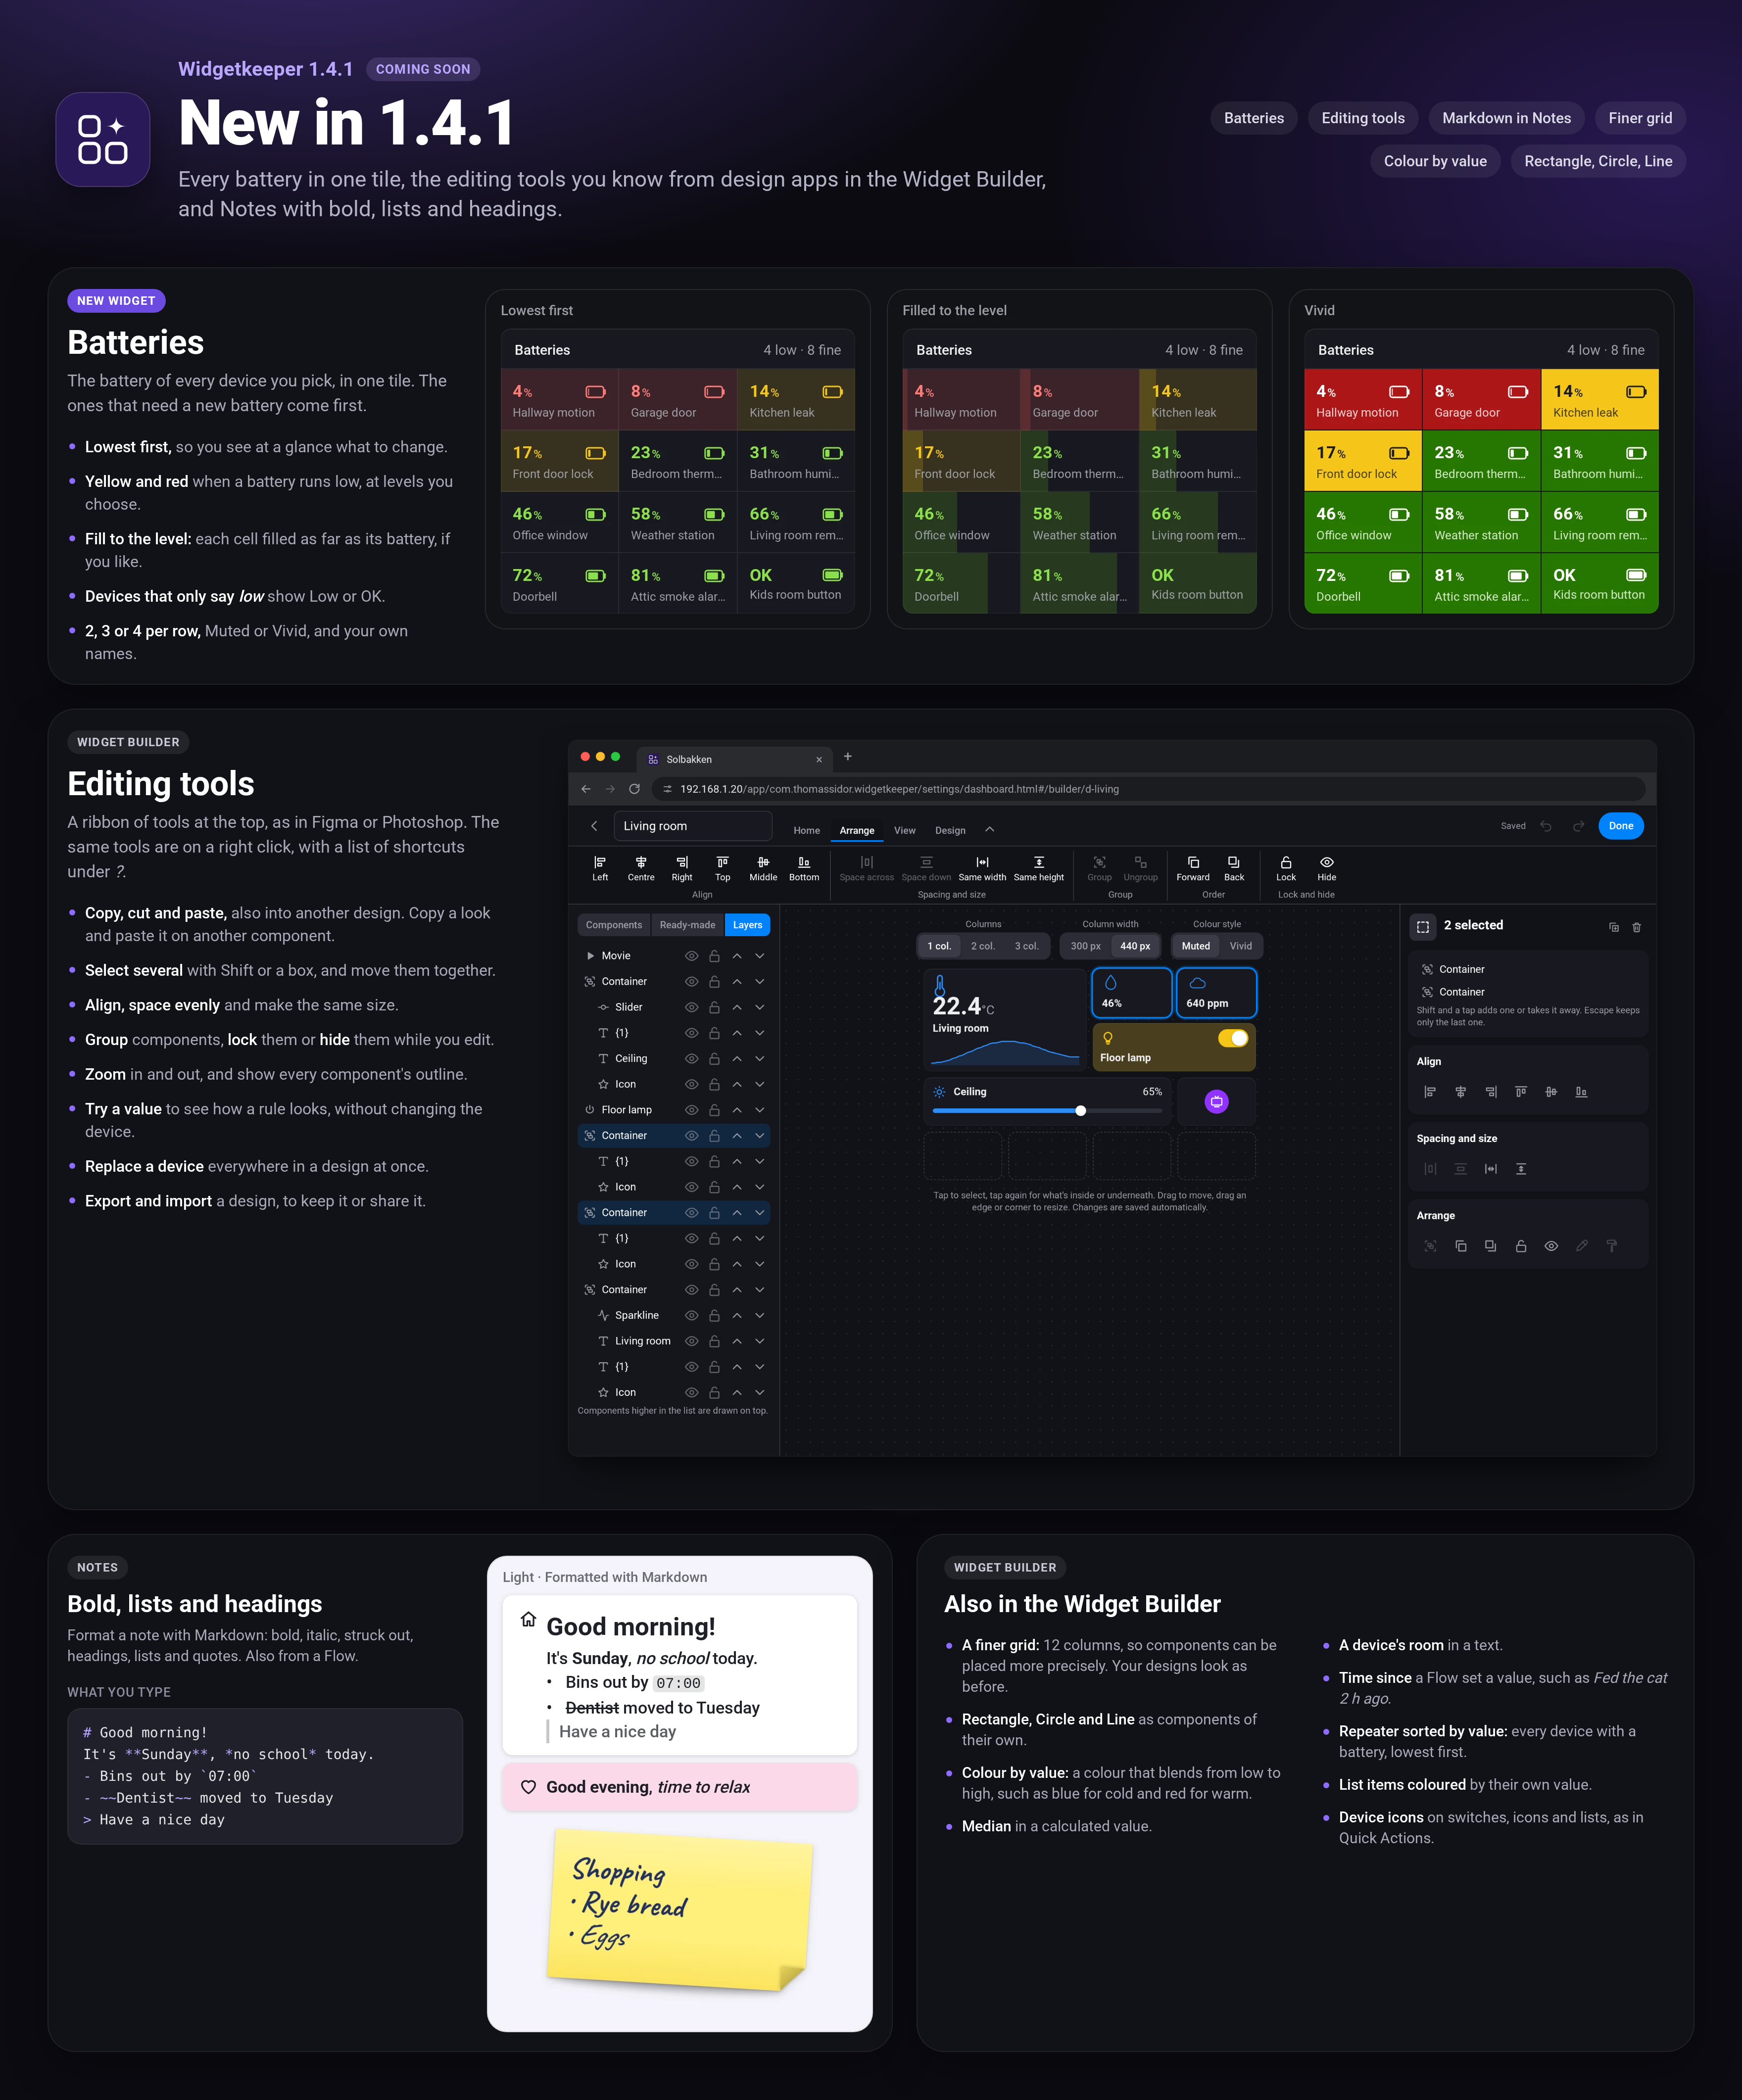 Widgetkeeper 1.4.1 COMING SOON
New in 1.4.1
Every battery in one tile, the editing tools you know from design apps in the Widget Builder,
and Notes with bold, lists and headings.
Batteries Editing tools Markdown in Notes Finer grid
Colour by value Rectangle, Circle, Line
NEW WIDGET
Batteries
The battery of every device you pick, in one tile. The
ones that need a new battery come first.
• Lowest first, so you see at a glance what to change.
• Yellow and red when a battery runs low, at levels you
choose.
• Fill to the level: each cell filled as far as its battery, if
you like.
• Devices that only say low show Low or OK.
• 2, 3 or 4 per row, Muted or Vivid, and your own
names.
Lowest first
Batteries 4 low · 8 fine
4% 8% 14%
Hallway motion Garage door Kitchen leak
17% 23% 31%
Front door lock Bedroom therm... Bathroom humi...
46% 58% 66%
Office window Weather station Living room rem...
72% 81% OK
Doorbell Attic smoke alar... Kids room button
Filled to the level
Batteries 4 low · 8 fine
4% 8% 14%
Hallway motion Garage door Kitchen leak
17% 23% 31%
Front door lock Bedroom therm... Bathroom humi...
46% 58% 66%
Office window Weather station Living room rem...
72% 81% OK
Doorbell Attic smoke alar... Kids room button
Vivid
Batteries 4 low · 8 fine
4% 8% 14%
Hallway motion Garage door Kitchen leak
17% 23% 31%
Front door lock Bedroom therm... Bathroom humi...
46% 58% 66%
Office window Weather station Living room rem...
72% 81% OK
Doorbell Attic smoke alar... Kids room button
WIDGET BUILDER
Editing tools
A ribbon of tools at the top, as in Figma or Photoshop. The
same tools are on a right click, with a list of shortcuts
under ?.
• Copy, cut and paste, also into another design. Copy a look
and paste it on another component.
• Select several with Shift or a box, and move them together.
• Align, space evenly and make the same size.
• Group components, lock them or hide them while you edit.
• Zoom in and out, and show every component's outline.
• Try a value to see how a rule looks, without changing the
device.
• Replace a device everywhere in a design at once.
• Export and import a design, to keep it or share it.
Solbakken
192.168.1.20/app/com.thomassidor.widgetkeeper/settings/dashboard.html#/builder/d-living
Living room Home Arrange View Design Saved Done
Left Centre Right Top Middle Bottom Space across Space down Same width Same height Group Ungroup Forward Back Lock Hide
Align Spacing and size Group Order Lock and hide
Components Ready-made Layers
Movie
Container
Slider
{1}
Ceiling
Icon
Floor lamp
Container
{1}
Icon
Container
{1}
Icon
Container
Sparkline
Living room
{1}
Icon
Components higher in the list are drawn on top.
Columns Column width Colour style
1 col. 2 col. 3 col. 300 px 440 px Muted Vivid
22.4°C
Living room
46% 640 ppm
Floor lamp
Ceiling 65%
Tap to select, tap again for what's inside or underneath. Drag to move, drag an
edge or corner to resize. Changes are saved automatically.
2 selected
Container
Container
Shift and a tap adds one or takes it away. Escape keeps
only the last one.
Align
Spacing and size
Arrange
NOTES
Bold, lists and headings
Format a note with Markdown: bold, italic, struck out,
headings, lists and quotes. Also from a Flow.
WHAT YOU TYPE
# Good morning!
It's **Sunday**, *no school* today.
- Bins out by `07:00`
- ~~Dentist~~ moved to Tuesday
> Have a nice day
Light · Formatted with Markdown
Good morning!
It's Sunday, no school today.
• Bins out by 07:00
• Dentist moved to Tuesday
Have a nice day
Good evening, time to relax
Shopping
· Rye bread
· Eggs
WIDGET BUILDER
Also in the Widget Builder
• A finer grid: 12 columns, so components can be
placed more precisely. Your designs look as
before.
• Rectangle, Circle and Line as components of
their own.
• Colour by value: a colour that blends from low to
high, such as blue for cold and red for warm.
• Median in a calculated value.
• A device's room in a text.
• Time since a Flow set a value, such as Fed the cat
2 h ago.
• Repeater sorted by value: every device with a
battery, lowest first.
• List items coloured by their own value.
• Device icons on switches, icons and lists, as in
Quick Actions.